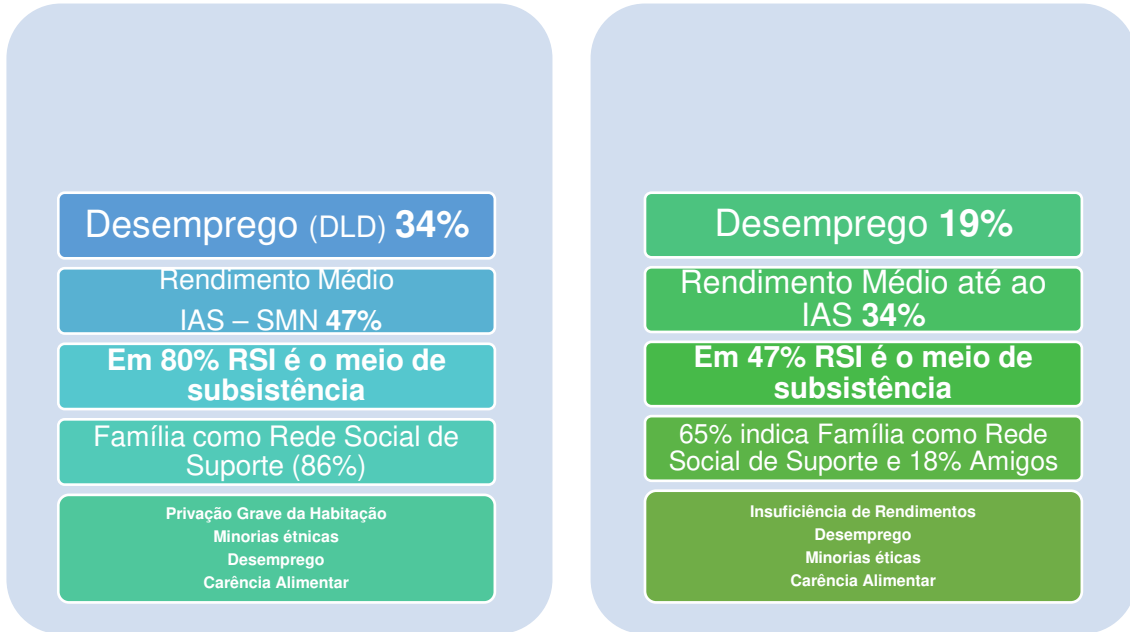 Desemprego (DLD) 34%
Rendimento Médio
IAS – SMN 47%
Em 80% RSI é o meio de
subsistência
Família como Rede Social de
Suporte (86%)
Privação Grave da Habitação
Minorias étnicas
Desemprego
Carência Alimentar
Desemprego 19%
Rendimento Médio até ao
IAS 34%
Em 47% RSI é o meio de
subsistência
65% indica Família como Rede
Social de Suporte e 18% Amigos
Insuficiência de Rendimentos
Desemprego
Minorias éticas
Carência Alimentar